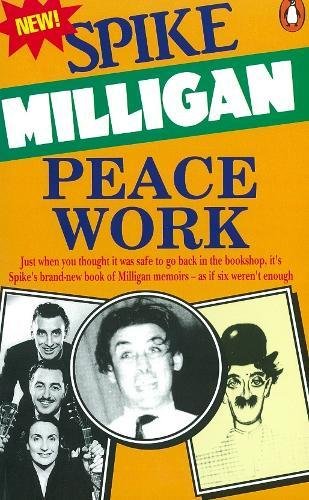 NEW!
SPIKE
MILLIGAN
PEACE
WORK
Just when you thought it was safe to go back in the bookshop, it's
Spike's brand-new book of Milligan memoirs – as if six weren't enough